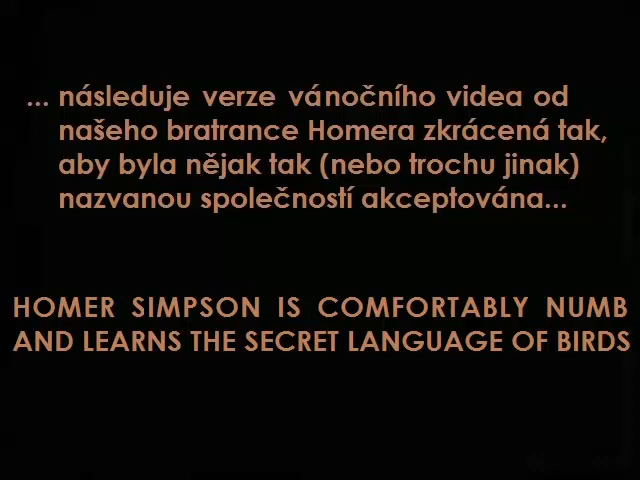 ... následuje verze vánočního videa od
našeho bratrance Homera zkrácená tak,
aby byla nějak tak (nebo trochu jinak)
nazvanou společností akceptována...
HOMER SIMPSON IS COMFORTABLY NUMB
AND LEARNS THE SECRET LANGUAGE OF BIRDS